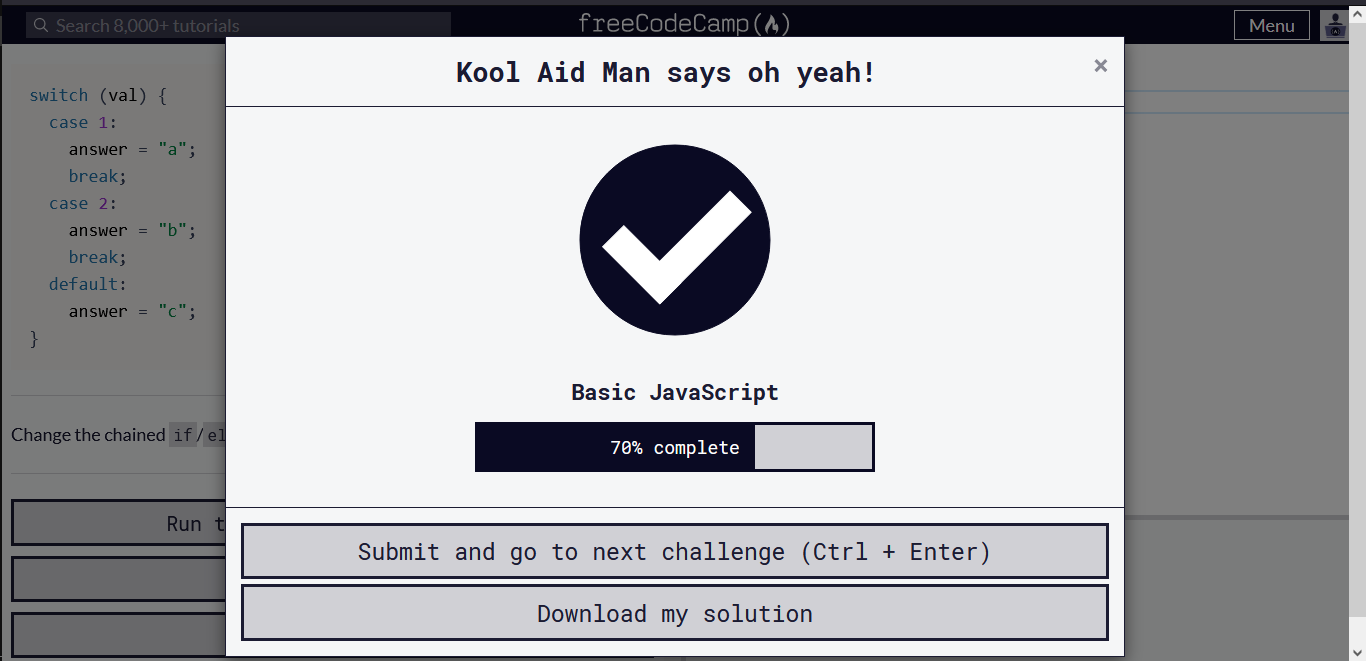 Search 8,000+ tutorials
freeCodeCamp(🔥)
Menu
Kool Aid Man says oh yeah!
×
switch (val) {
case 1:
answer = "a";
break;
case 2:
answer = "b";
break;
default:
answer = "c";
}
Change the chained if/el
Run t
Basic JavaScript
70% complete
Submit and go to next challenge (Ctrl + Enter)
Download my solution